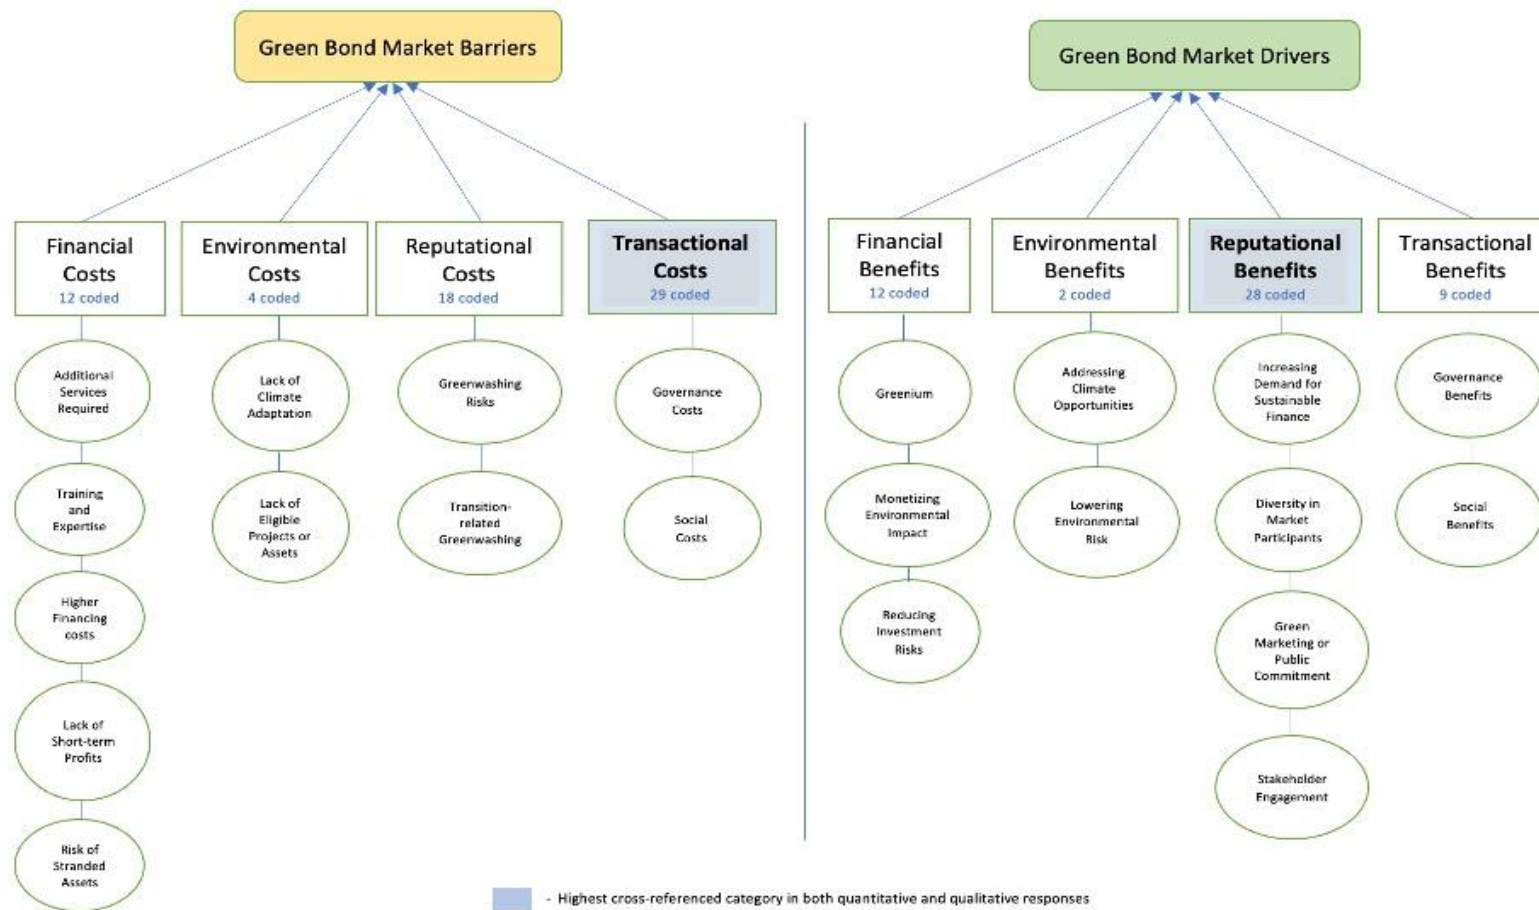 Green Bond Market Barriers
Financial
Costs
12 coded
Additional
Services
Required
Training
and
Expertise
Higher
Financing
costs
Lack of
Short-term
Profits
Risk of
Stranded
Assets
Environmental
Costs
4 coded
Lack of
Climate
Adaptation
Lack of
Eligible
Projects or
Assets
Reputational
Costs
18 coded
Greenwashing
Risks
Transition-
related
Greenwashing
Transactional
Costs
29 coded
Governance
Costs
Social
Costs
Green Bond Market Drivers
Financial
Benefits
12 coded
Greenium
Monetizing
Environmental
Impact
Reducing
Investment
Risks
Environmental
Benefits
2 coded
Addressing
Climate
Opportunities
Lowering
Environmental
Risk
Reputational
Benefits
28 coded
Increasing
Demand for
Sustainable
Finance
Diversity in
Market
Participants
Green
Marketing or
Public
Commitment
Stakeholder
Engagement
Transactional
Benefits
9 coded
Governance
Benefits
Social
Benefits
- Highest cross-referenced category in both quantitative and qualitative responses